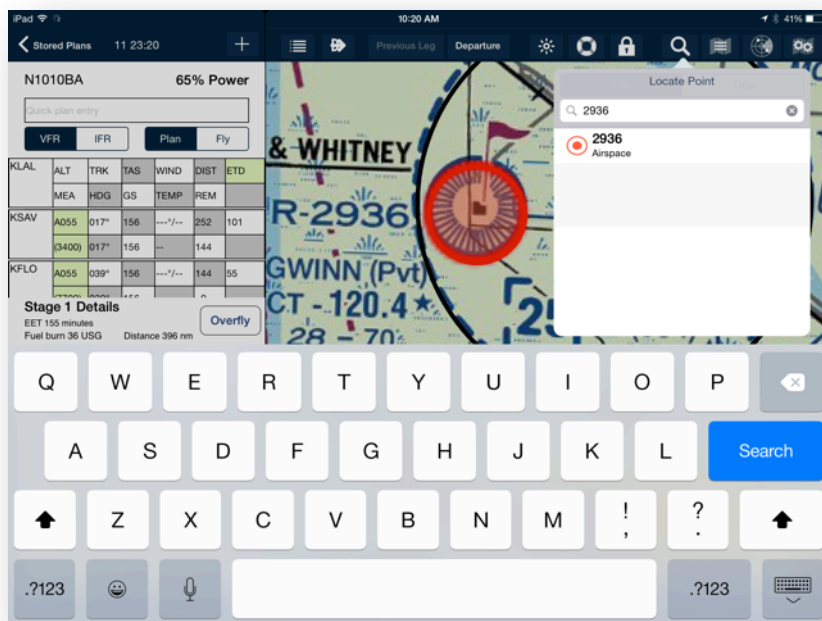 iPad 10:20 AM 41%
Stored Plans 11 23:20 + Previous Leg Departure
N1010BA 65% Power
Quick plan entry
VFR IFR Plan Fly
KLAL ALT TRK TAS WIND DIST ETD
MEA HDG GS TEMP REM
KSAV A055 017° 156 ---°/-- 252 101
(3400) 017° 156 -- 144
KFLO A055 039° 156 ---°/-- 144 55
Stage 1 Details
EET 155 minutes
Fuel burn 36 USG Distance 396 nm
Overfly
& WHITNEY
R-2936
GWINN (Pvt)
CT - 120.4
28 - 70
Locate Point
2936
2936
Airspace
Q W E R T Y U I O P
A S D F G H J K L Search
Z X C V B N M ! , ? .
.?123 .?123